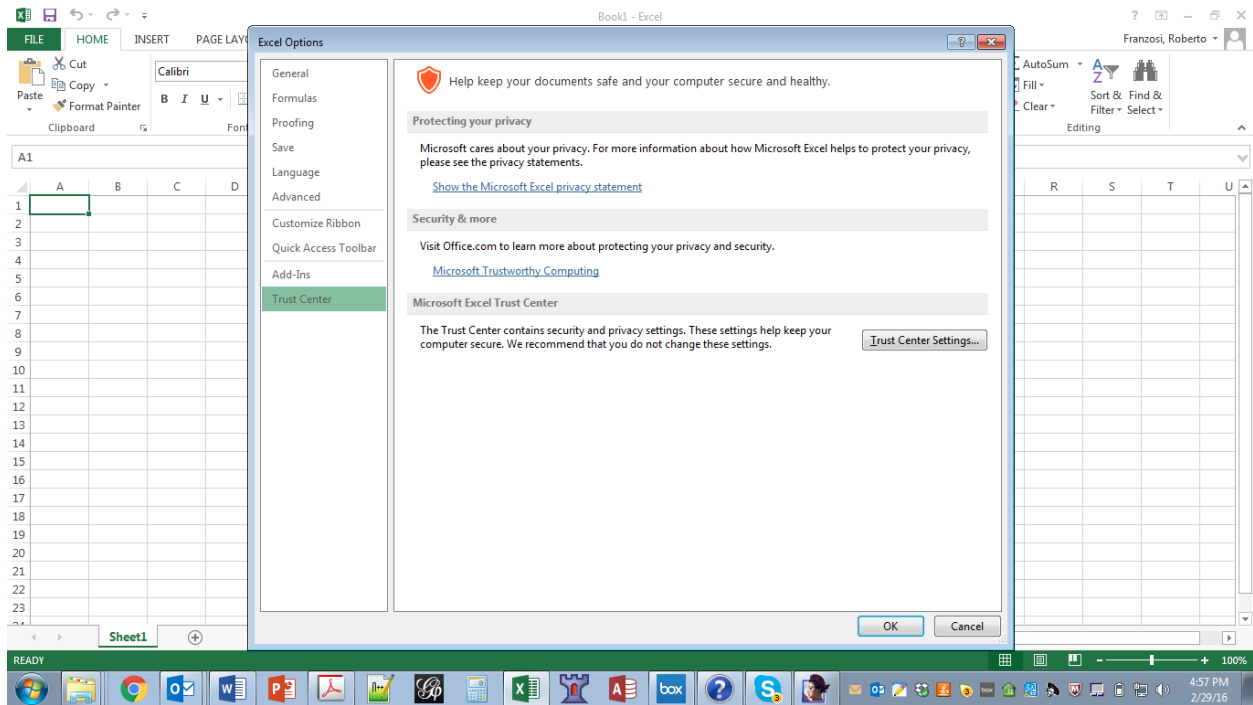 Book1 - Excel
FILE HOME INSERT PAGE LAY
Franzosi, Roberto
Cut
Copy
Format Painter
Paste
Clipboard
Calibri
B I U
Font
AutoSum
Fill
Clear
Sort & Filter
Find & Select
Editing
A1
A B C D R S T U
1
2
3
4
5
6
7
8
9
10
11
12
13
14
15
16
17
18
19
20
21
22
23
24
Excel Options
General
Formulas
Proofing
Save
Language
Advanced
Customize Ribbon
Quick Access Toolbar
Add-Ins
Trust Center
Help keep your documents safe and your computer secure and healthy.
Protecting your privacy
Microsoft cares about your privacy. For more information about how Microsoft Excel helps to protect your privacy,
please see the privacy statements.
Show the Microsoft Excel privacy statement
Security & more
Visit Office.com to learn more about protecting your privacy and security.
Microsoft Trustworthy Computing
Microsoft Excel Trust Center
The Trust Center contains security and privacy settings. These settings help keep your
computer secure. We recommend that you do not change these settings.
Trust Center Settings...
OK Cancel
Sheet1
READY
100%
box
4:57 PM
2/29/16